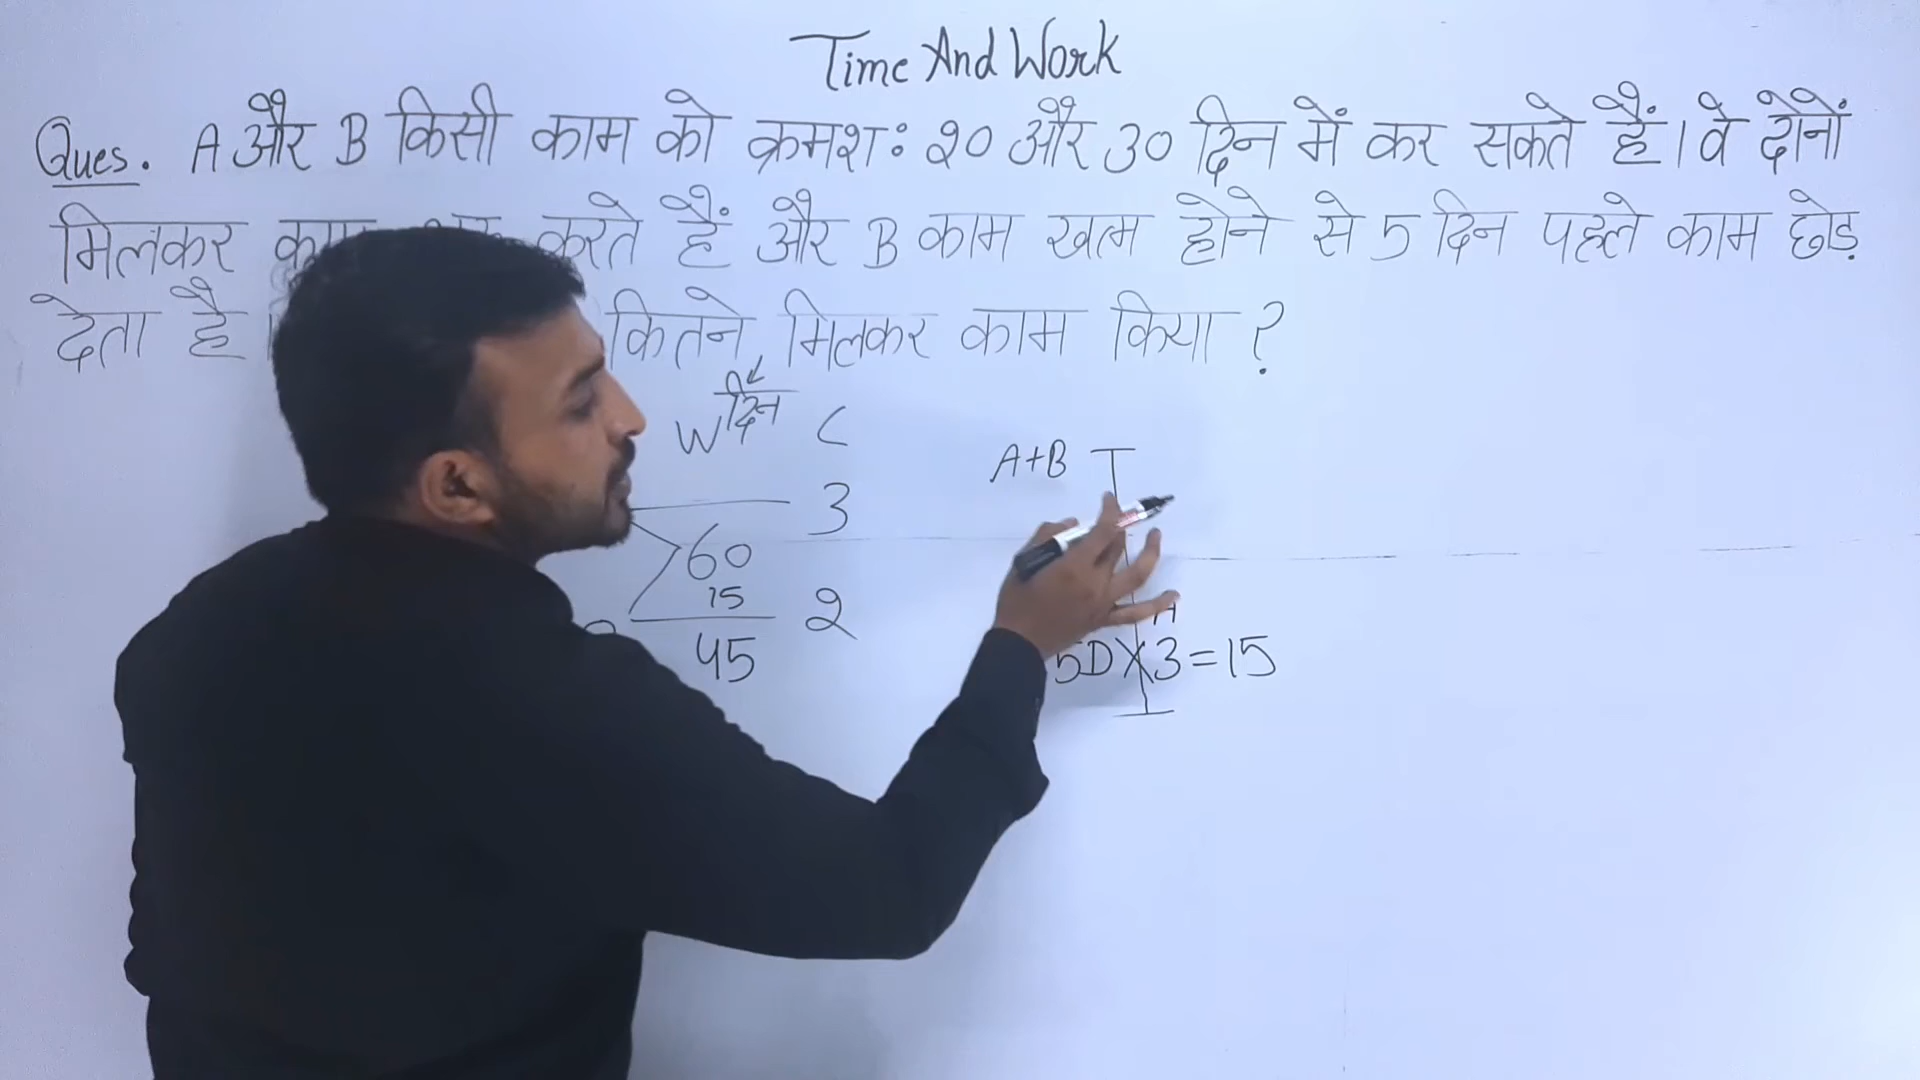 Time And Work
Ques. A और B किसी काम को क्रमशः २० और 30 दिन में कर सकते हैं। वे दोनों
मिलकर करते हैं और B काम खत्म होने से 5 दिन पहले काम छोड़
देता है। कितने मिलकर काम किया ?
दिन
W C
A+B
3
60
15
2
45
A
5D×3=15